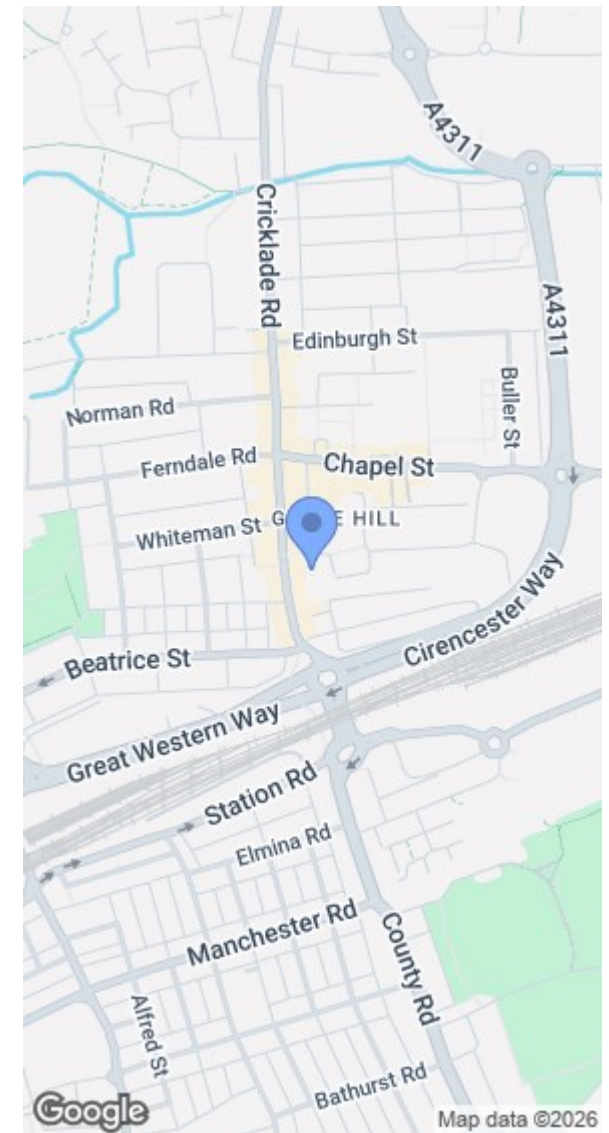 A4311
Cricklade Rd
A4311
Edinburgh St
Buller St
Norman Rd
Ferndale Rd
Chapel St
Whiteman St
G E HILL
Cirencester Way
Beatrice St
Great Western Way
Station Rd
Elmina Rd
Manchester Rd
County Rd
Alfred St
Bathurst Rd
Google
Map data ©2026